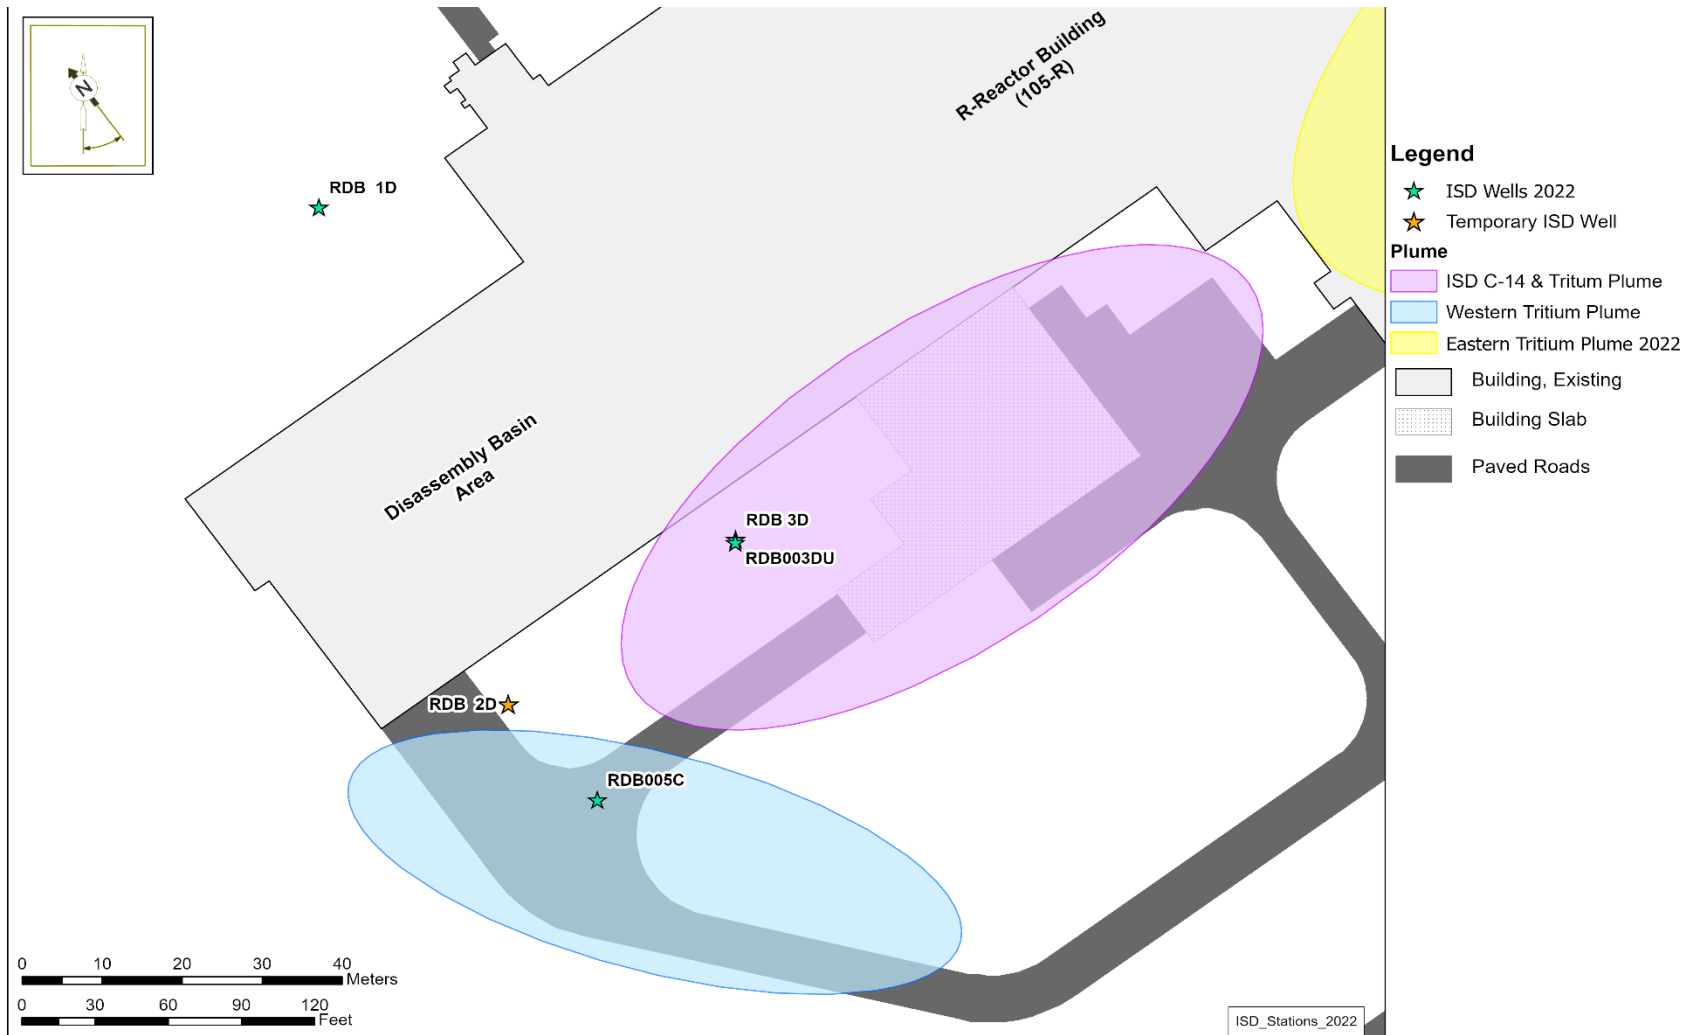 N
R-Reactor Building
(105-R)
RDB 1D
Legend
ISD Wells 2022
Temporary ISD Well
Plume
ISD C-14 & Tritum Plume
Western Tritium Plume
Eastern Tritium Plume 2022
Building, Existing
Building Slab
Paved Roads
Disassembly Basin
Area
RDB 3D
RDB003DU
RDB 2D
RDB005C
0 10 20 30 40
Meters
0 30 60 90 120
Feet
ISD_Stations_2022